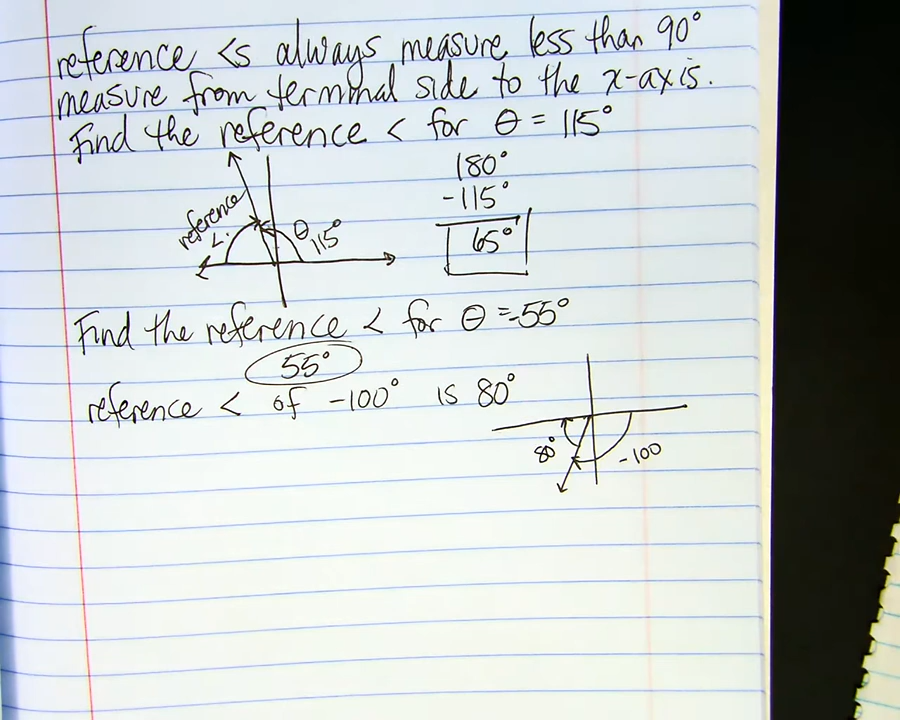 reference <s always measure less than 90°
measure from terminal side to the x-axis.
Find the reference < for θ = 115°
180°
-115°
65°
reference
<
θ
115°
Find the reference < for θ =-55°
55°
reference < of -100° is 80°
80°
-100